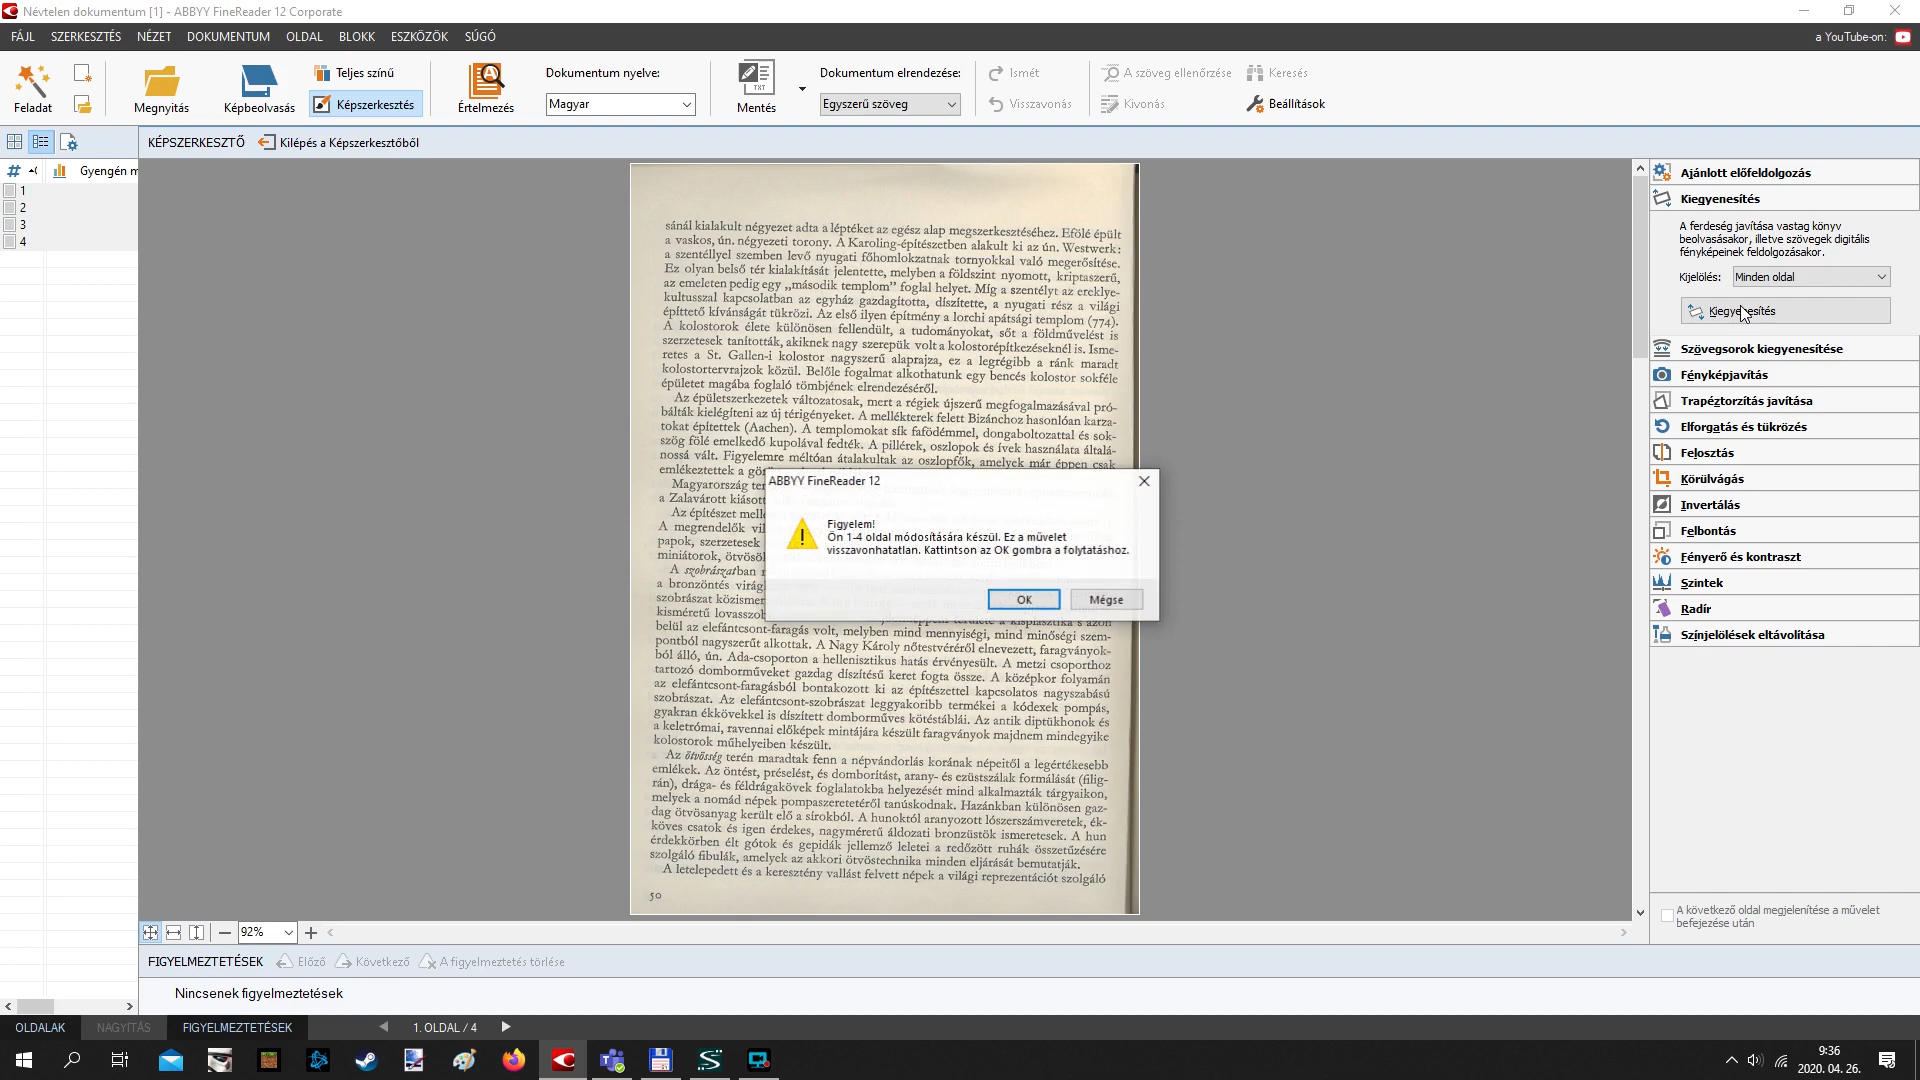 Névtelen dokumentum [1] - ABBYY FineReader 12 Corporate
FÁJL SZERKESZTÉS NÉZET DOKUMENTUM OLDAL BLOKK ESZKÖZÖK SÚGÓ a YouTube-on:
Feladat
Megnyitás
Képbeolvasás
Teljes színű
Képszerkesztés
Értelmezés
Dokumentum nyelve:
Magyar
Mentés
TXT
Dokumentum elrendezése:
Egyszerű szöveg
Ismét
Visszavonás
A szöveg ellenőrzése
Kivonás
Keresés
Beállítások
KÉPSZERKESZTŐ Kilépés a Képszerkesztőből
# Gyengén m
1
2
3
4
sánál kialakult négyezet adta a léptéket az egész alap megszerkesztéséhez. Efölé épült
a vaskos, ún. négyezeti torony. A Karoling-építészetben alakult ki az ún. Westwerk:
a szentéllyel szemben levő nyugati főhomlokzatnak tornyokkal való megerősítése.
Ez olyan belső tér kialakítását jelentette, melyben a földszint nyomott, kriptaszerű,
az emeleten pedig egy „második templom” foglal helyet. Míg a szentélyt az ereklye-
kultusszal kapcsolatban az egyház gazdagította, díszítette, a nyugati rész a világi
építtető kívánságát tükrözi. Az első ilyen építmény a lorchi apátsági templom (774).
A kolostorok élete különösen fellendült, a tudományokat, sőt a földművelést is
szerzetesek tanították, akiknek nagy szerepük volt a kolostorépítkezéseknél is. Isme-
retes a St. Gallen-i kolostor nagyszerű alaprajza, ez a legrégibb a ránk maradt
kolostortervrajzok közül. Belőle fogalmat alkothatunk egy bencés kolostor sokféle
épületet magába foglaló tömbjének elrendezéséről.
Az épületszerkezetek változatosak, mert a régiek újszerű megfogalmazásával pró-
bálták kielégíteni az új térigényeket. A mellékterek felett Bizánchoz hasonlóan karza-
tokat építettek (Aachen). A templomokat sík fafödémmel, dongaboltozattal és sok-
szög fölé emelkedő kupolával fedték. A pillérek, oszlopok és ívek használata általá-
nossá vált. Figyelemre méltóan átalakultak az oszlopfők, amelyek már éppen csak
emlékeztettek a
Magyarország
a Zalavárott kiásott
Az építészet
A megrendelők
papok, szerzetesek
miniátorok, ötvösök
A szobrászatban
a bronzöntés
szobrászat
kisméretű
belül az elefántcsont-faragás volt, melyben mind mennyiségi, mind minőségi szem-
pontból nagyszerűt alkottak. A Nagy Károly nőtestvéréről elnevezett, faragványok-
ból álló, ún. Ada-csoporton a hellenisztikus hatás érvényesült. A metzi csoporthoz
tartozó domborműveket gazdag díszítésű keret fogta össze. A középkor folyamán
az elefántcsont-faragásból bontakozott ki az építészettel kapcsolatos nagyszabású
szobrászat. Az elefántcsont-szobrászat leggyakoribb termékei a kódexek pompás,
gyakran ékkövekkel is díszített domborműves kötéstáblái. Az antik diptükhonok és
a keletrómai, ravennai előképek mintájára készült faragványok majdnem mindegyike
kolostorok műhelyeiben készült.
Az ötvösség terén maradtak fenn a népvándorlás korának népeitől a legértékesebb
emlékek. Az öntést, préselést, és domborítást, arany- és ezüstszálak formálását (filig-
rán), drága- és féldrágakövek foglalatokba helyezését mind alkalmazták tárgyaikon,
melyek a nomád népek pompaszeretetéről tanúskodnak. Hazánkban különösen gaz-
dag ötvösanyag került elő a sírokból. A hunoktól aranyozott lószerszámveretek, ék-
köves csatok és igen érdekes, nagyméretű áldozati bronzüstök ismeretesek. A hun
érdekkörben élt gótok és gepidák jellemző leletei a redőzött ruhák összetűzésére
szolgáló fibulák, amelyek az akkori ötvöstechnika minden eljárását bemutatják.
A letelepedett és a keresztény vallást felvett népek a világi reprezentációt szolgáló
50
ABBYY FineReader 12
Figyelem!
Ön 1-4 oldal módosítására készül. Ez a művelet
visszavonhatatlan. Kattintson az OK gombra a folytatáshoz.
OK Mégse
Ajánlott előfeldolgozás
Kiegyenesítés
A ferdeség javítása vastag könyv
beolvasásakor, illetve szövegek digitális
fényképeinek feldolgozásakor.
Kijelölés: Minden oldal
Kiegyenesítés
Szövegsorok kiegyenesítése
Fényképjavítás
Trapéztorzítás javítása
Elforgatás és tükrözés
Felosztás
Körülvágás
Invertálás
Felbontás
Fényerő és kontraszt
Szintek
Radír
Színjelölések eltávolítása
A következő oldal megjelenítése a művelet
befejezése után
92%
FIGYELMEZTETÉSEK Előző Következő A figyelmeztetés törlése
Nincsenek figyelmeztetések
OLDALAK NAGYÍTÁS FIGYELMEZTETÉSEK 1. OLDAL / 4
9:36
2020. 04. 26.